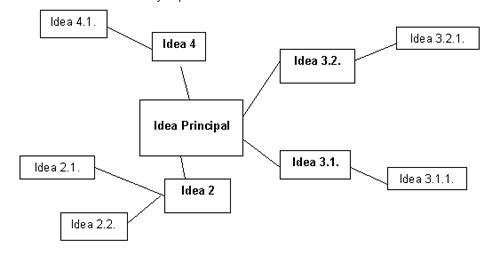 Idea 4.1.
Idea 4
Idea 3.2.
Idea 3.2.1.
Idea Principal
Idea 3.1.
Idea 3.1.1.
Idea 2.1.
Idea 2
Idea 2.2.